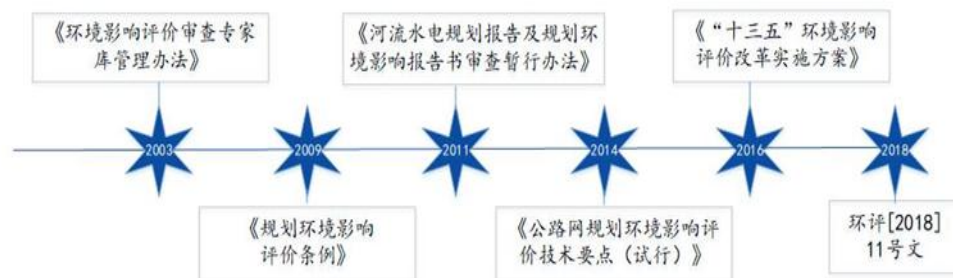 《环境影响评价审查专家
库管理办法》
《河流水电规划报告及规划环
境影响报告书审查暂行办法》
《“十三五”环境影响
评价改革实施方案》
2003
2009
2011
2014
2016
2018
《规划环境影响
评价条例》
《公路网规划环境影响评
价技术要点（试行）》
环评[2018]
11号文